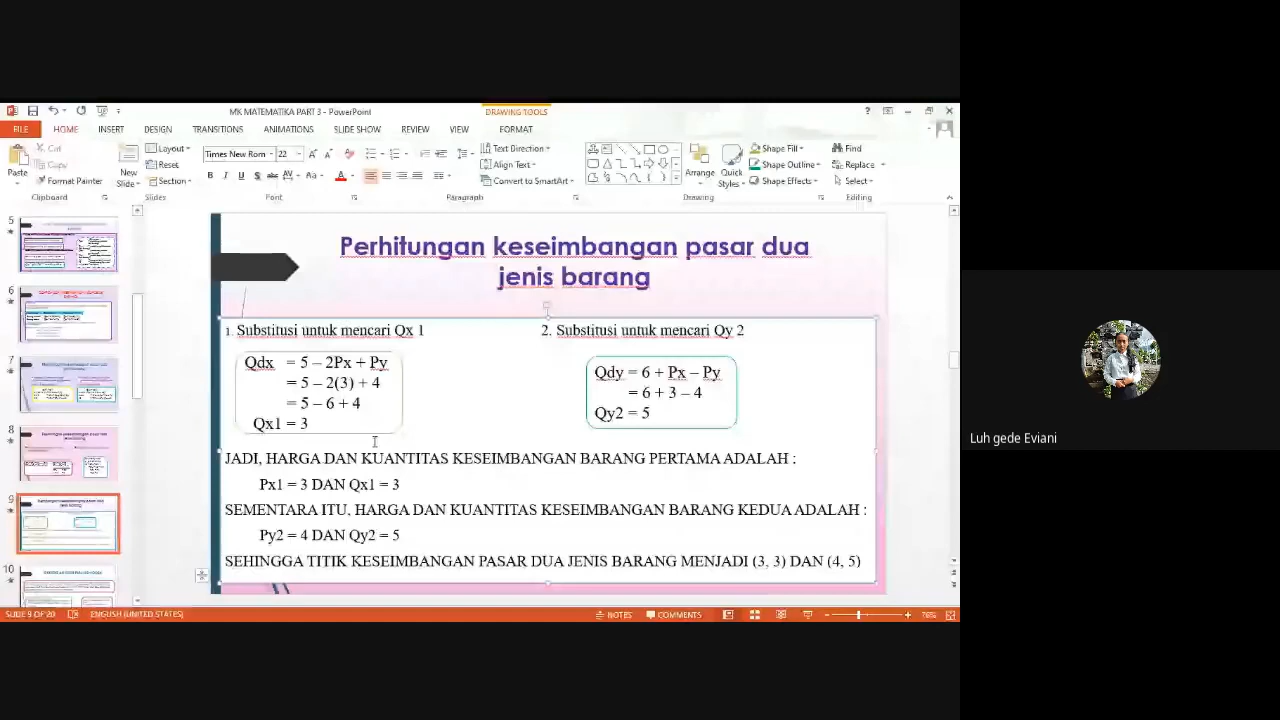 MK MATEMATIKA PART 3 - PowerPoint
DRAWING TOOLS
FILE HOME INSERT DESIGN TRANSITIONS ANIMATIONS SLIDE SHOW REVIEW VIEW FORMAT
Paste
Cut
Copy
Format Painter
Clipboard
New Slide
Layout
Reset
Section
Slides
Times New Rom 22
Font
Paragraph
Text Direction
Align Text
Convert to SmartArt
Arrange
Quick Styles
Shape Fill
Shape Outline
Shape Effects
Drawing
Find
Replace
Select
Editing
5
6
7
8
9
10
Perhitungan keseimbangan pasar dua
jenis barang
1. Substitusi untuk mencari Qx 1
2. Substitusi untuk mencari Qy 2
Qdx = 5 – 2Px + Py
= 5 – 2(3) + 4
= 5 – 6 + 4
Qx1 = 3
Qdy = 6 + Px – Py
= 6 + 3 – 4
Qy2 = 5
JADI, HARGA DAN KUANTITAS KESEIMBANGAN BARANG PERTAMA ADALAH :
Px1 = 3 DAN Qx1 = 3
SEMENTARA ITU, HARGA DAN KUANTITAS KESEIMBANGAN BARANG KEDUA ADALAH :
Py2 = 4 DAN Qy2 = 5
SEHINGGA TITIK KESEIMBANGAN PASAR DUA JENIS BARANG MENJADI (3, 3) DAN (4, 5)
SLIDE 9 OF 20 ENGLISH (UNITED STATES) NOTES COMMENTS 78%
Luh gede Eviani